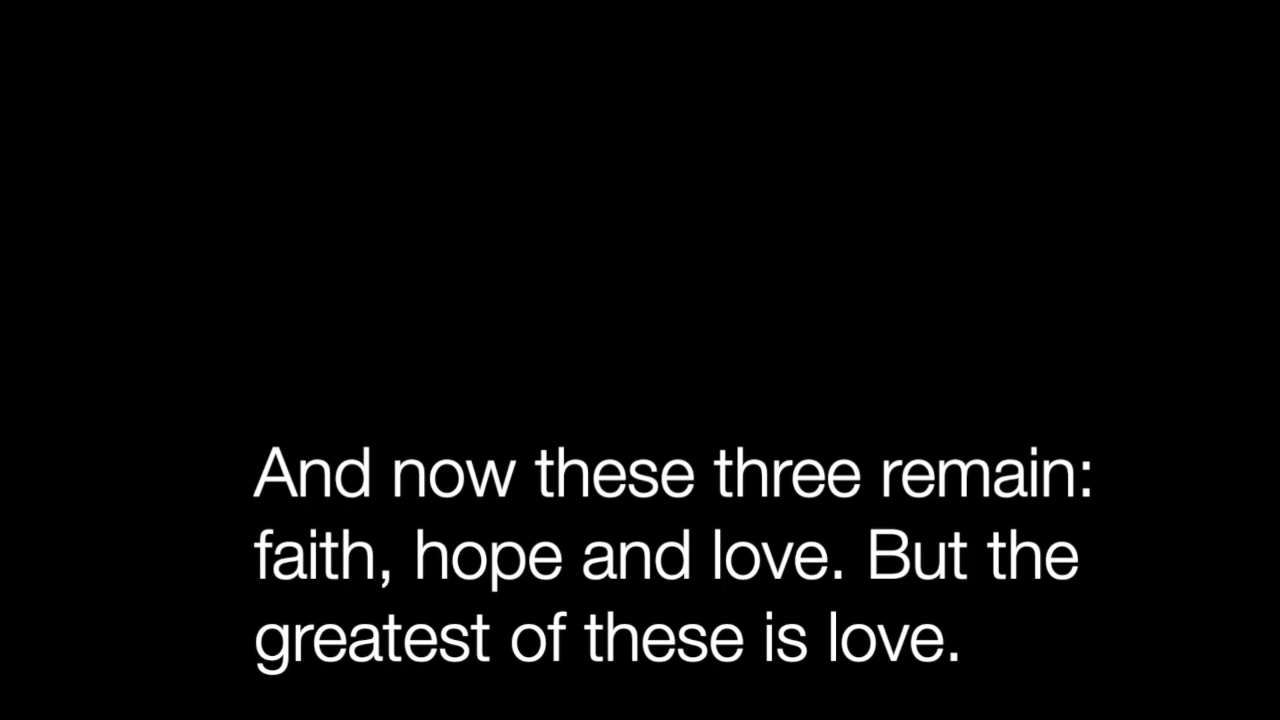 And now these three remain:
faith, hope and love. But the
greatest of these is love.